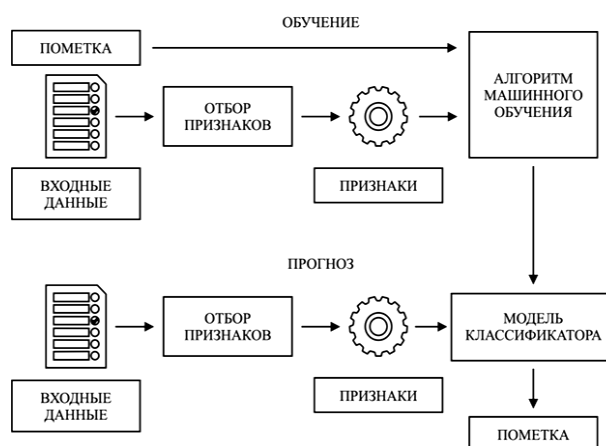 ОБУЧЕНИЕ
ПОМЕТКА
АЛГОРИТМ
МАШИННОГО
ОБУЧЕНИЯ
ОТБОР
ПРИЗНАКОВ
ВХОДНЫЕ
ДАННЫЕ
ПРИЗНАКИ
ПРОГНОЗ
ОТБОР
ПРИЗНАКОВ
МОДЕЛЬ
КЛАССИФИКАТОРА
ВХОДНЫЕ
ДАННЫЕ
ПРИЗНАКИ
ПОМЕТКА